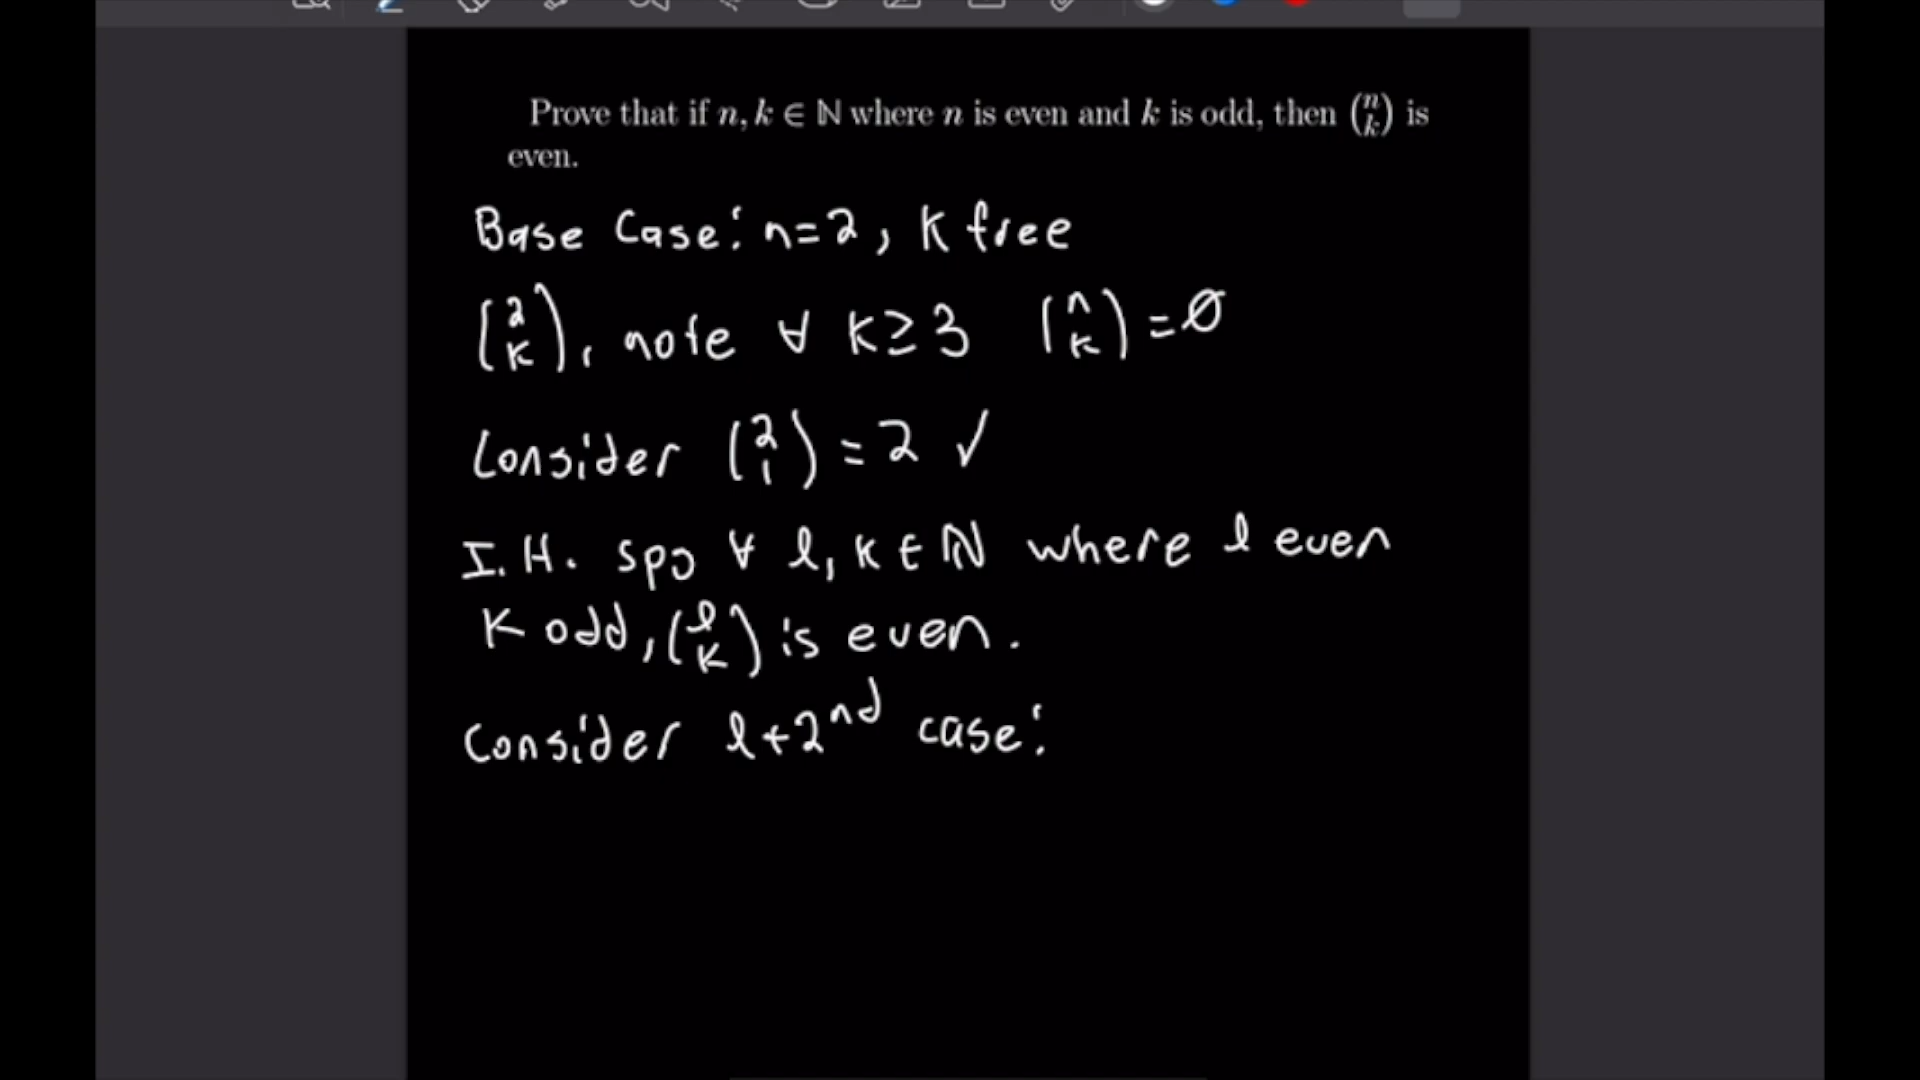 Prove that if n, k ∈ ℕ where n is even and k is odd, then (n k) is
even.
Base Case: n=2, k free
(2 k), note ∀ k≥3 (n k) = Ø
Consider (2 1) = 2 ✓
I.H. Sps ∀ l, k ∈ ℕ where l even
k odd, (l k) is even.
Consider l+2nd case: